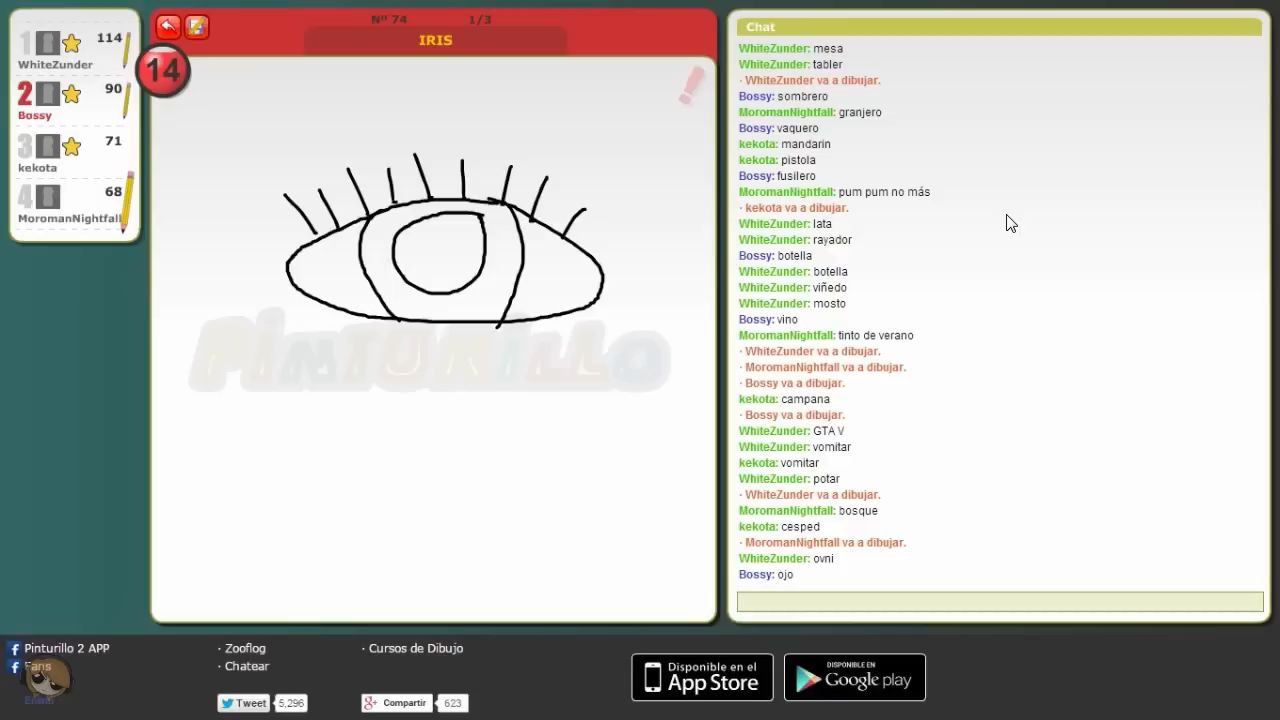 1 114
WhiteZunder
2 90
Bossy
3 71
kekota
4 68
MoromanNightfall
14
Nº 74 1/3
IRIS
PINTURILLO
Chat
WhiteZunder: mesa
WhiteZunder: tabler
· WhiteZunder va a dibujar.
Bossy: sombrero
MoromanNightfall: granjero
Bossy: vaquero
kekota: mandarin
kekota: pistola
Bossy: fusilero
MoromanNightfall: pum pum no más
· kekota va a dibujar.
WhiteZunder: lata
WhiteZunder: rayador
Bossy: botella
WhiteZunder: botella
WhiteZunder: viñedo
WhiteZunder: mosto
Bossy: vino
MoromanNightfall: tinto de verano
· WhiteZunder va a dibujar.
· MoromanNightfall va a dibujar.
· Bossy va a dibujar.
kekota: campana
· Bossy va a dibujar.
WhiteZunder: GTA V
WhiteZunder: vomitar
kekota: vomitar
WhiteZunder: potar
· WhiteZunder va a dibujar.
MoromanNightfall: bosque
kekota: cesped
· MoromanNightfall va a dibujar.
WhiteZunder: ovni
Bossy: ojo
Pinturillo 2 APP
Fans
· Zooflog
· Chatear
· Cursos de Dibujo
Tweet 5,296
Compartir 623
Disponible en el
App Store
DISPONIBLE EN
Google play